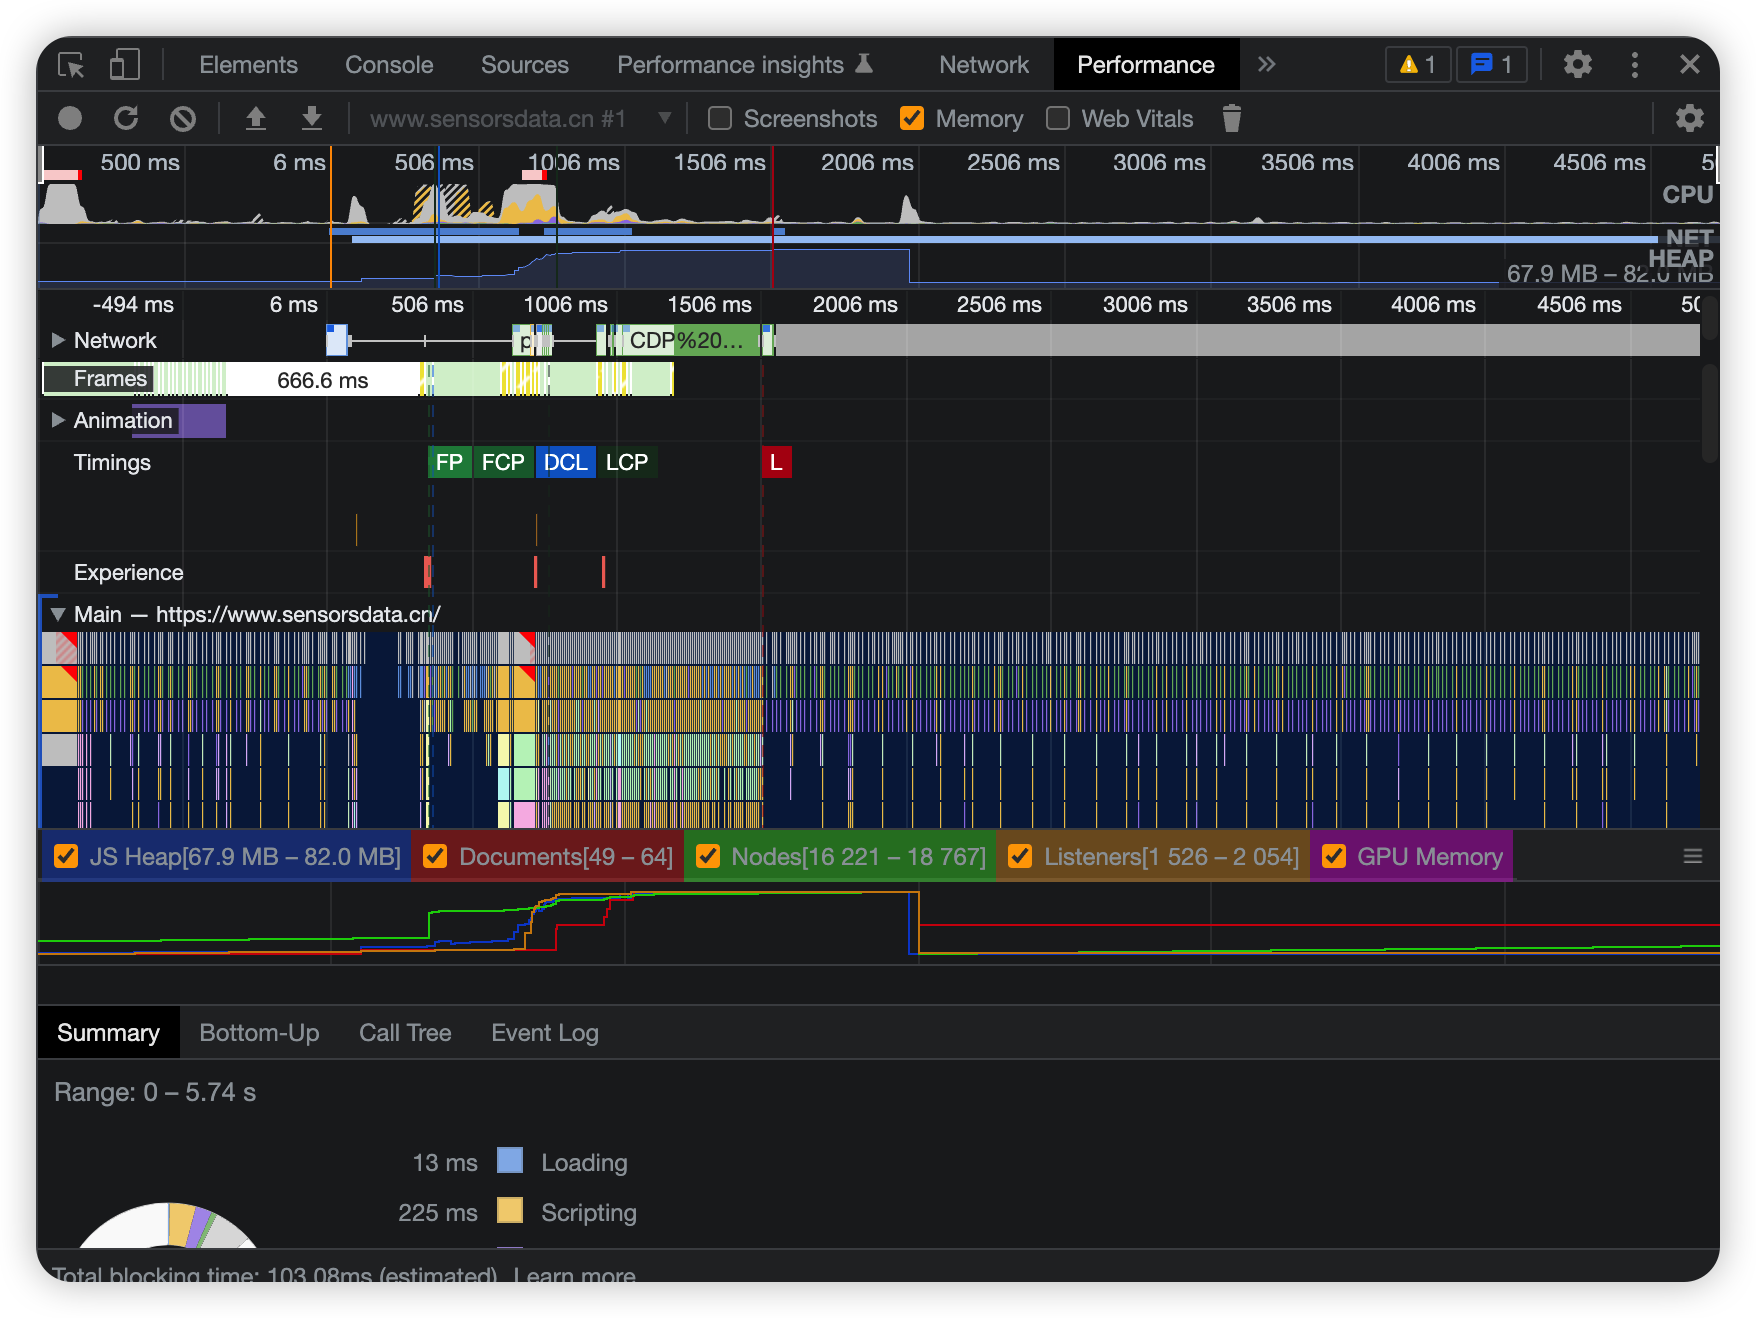 Elements Console Sources Performance insights Network Performance 1 1
www.sensorsdata.cn #1 Screenshots Memory Web Vitals
500 ms 6 ms 506 ms 1006 ms 1506 ms 2006 ms 2506 ms 3006 ms 3506 ms 4006 ms 4506 ms
CPU
NET
HEAP
67.9 MB – 82.0 MB
-494 ms 6 ms 506 ms 1006 ms 1506 ms 2006 ms 2506 ms 3006 ms 3506 ms 4006 ms 4506 ms
Network p CDP%20...
Frames 666.6 ms
Animation
Timings FP FCP DCL LCP L
Experience
Main — https://www.sensorsdata.cn/
JS Heap[67.9 MB – 82.0 MB] Documents[49 – 64] Nodes[16 221 – 18 767] Listeners[1 526 – 2 054] GPU Memory
Summary Bottom-Up Call Tree Event Log
Range: 0 – 5.74 s
13 ms Loading
225 ms Scripting
Total blocking time: 103.08ms (estimated) Learn more